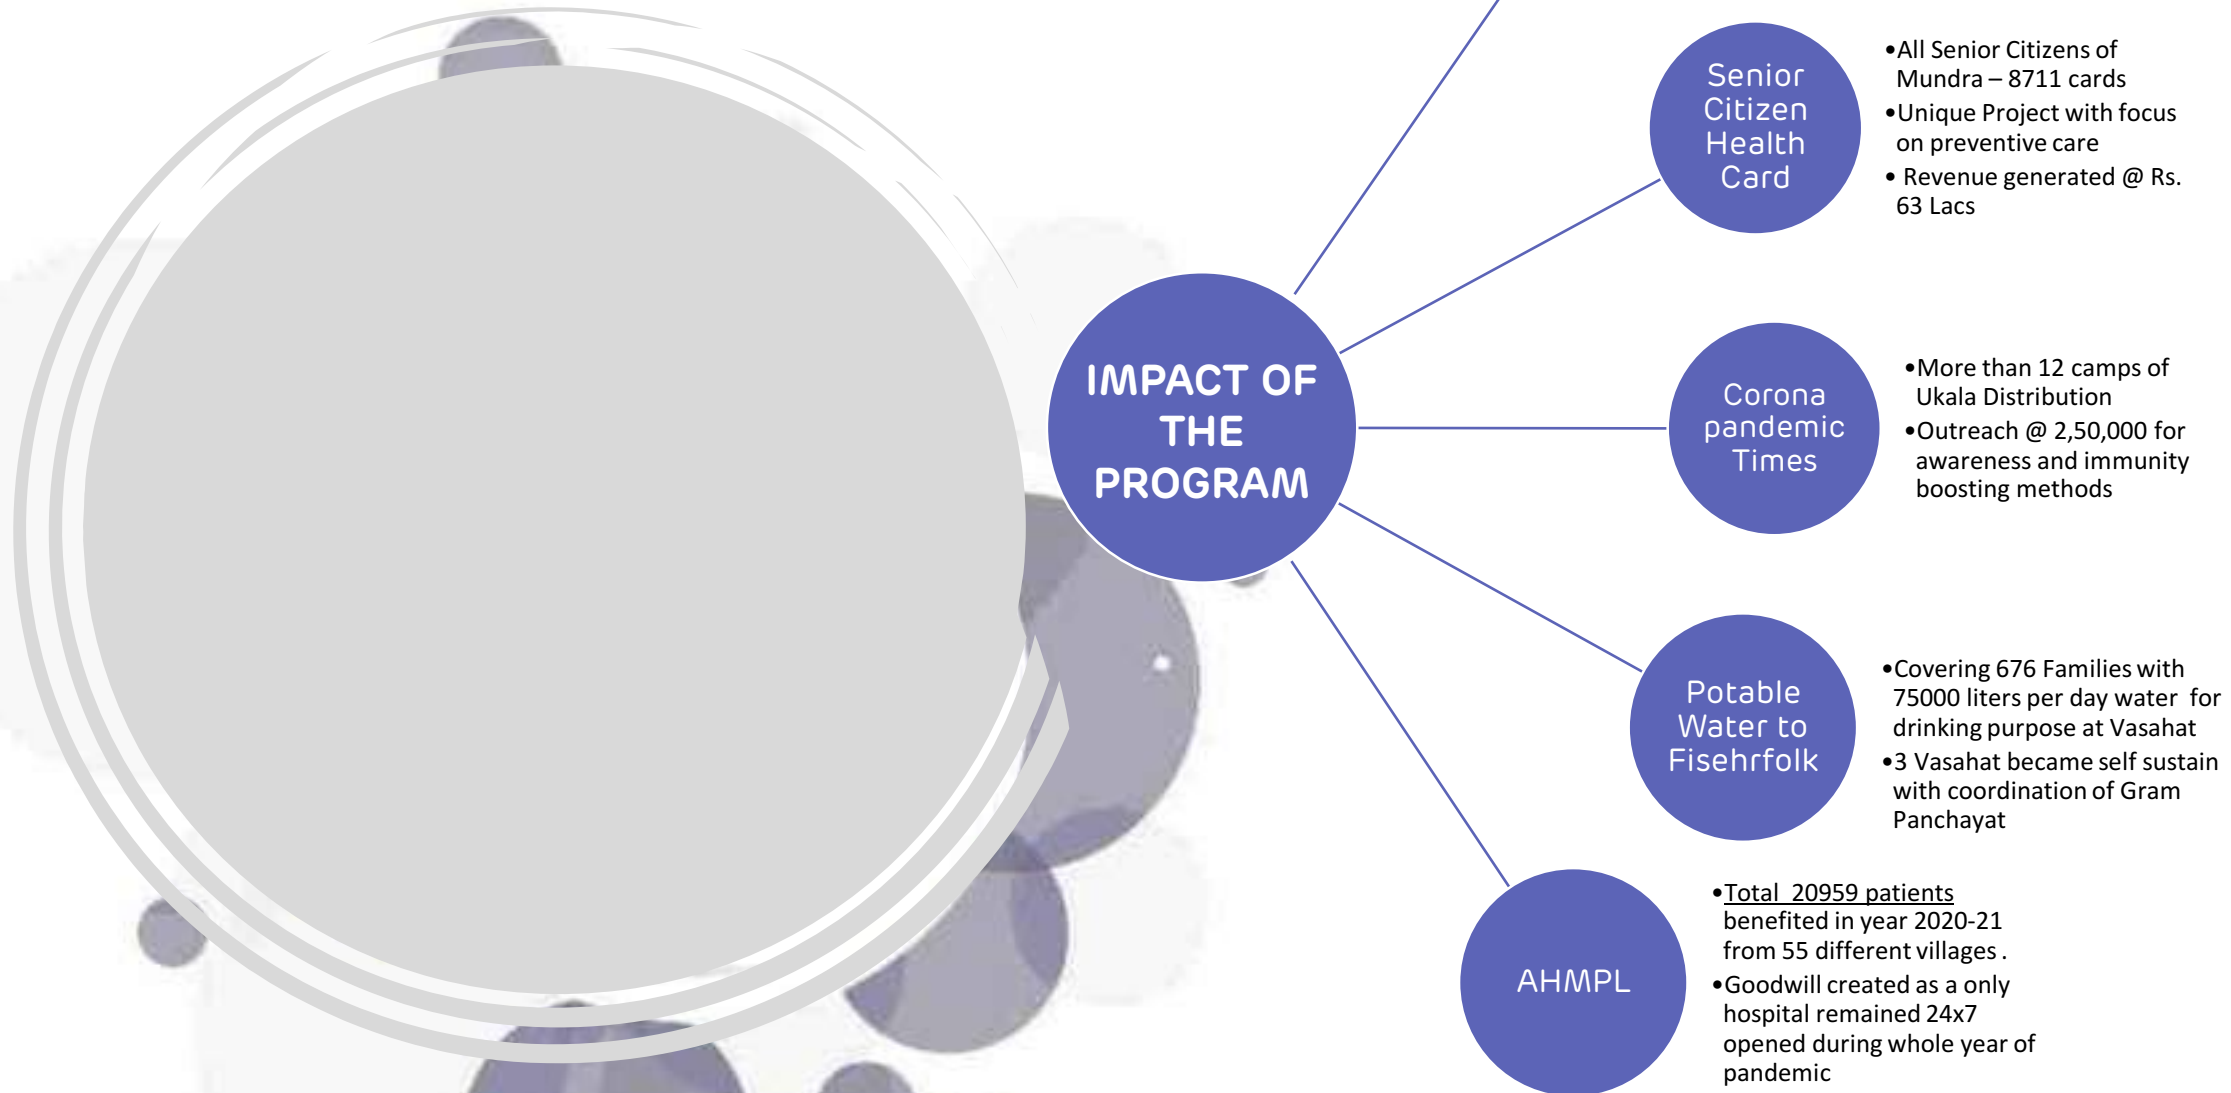 IMPACT OF
THE
PROGRAM
Senior
Citizen
Health
Card
•All Senior Citizens of
Mundra – 8711 cards
•Unique Project with focus
on preventive care
• Revenue generated @ Rs.
63 Lacs
Corona
pandemic
Times
•More than 12 camps of
Ukala Distribution
•Outreach @ 2,50,000 for
awareness and immunity
boosting methods
Potable
Water to
Fisehrfolk
•Covering 676 Families with
75000 liters per day water for
drinking purpose at Vasahat
•3 Vasahat became self sustain
with coordination of Gram
Panchayat
AHMPL
•Total 20959 patients
benefited in year 2020-21
from 55 different villages .
•Goodwill created as a only
hospital remained 24x7
opened during whole year of
pandemic